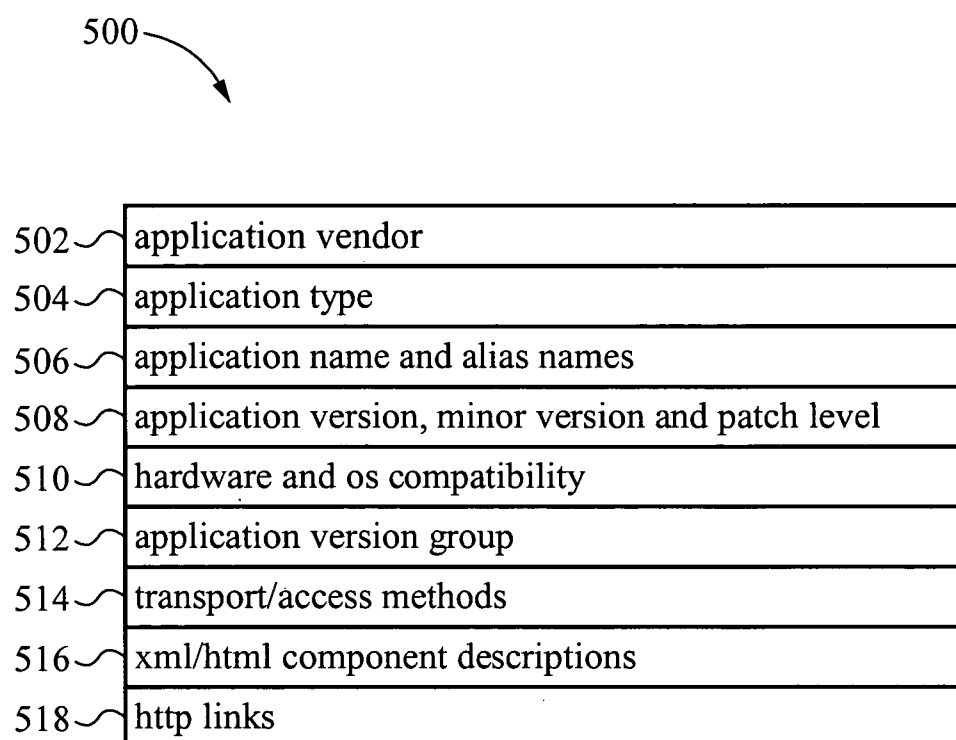 500
502 application vendor
504 application type
506 application name and alias names
508 application version, minor version and patch level
510 hardware and os compatibility
512 application version group
514 transport/access methods
516 xml/html component descriptions
518 http links